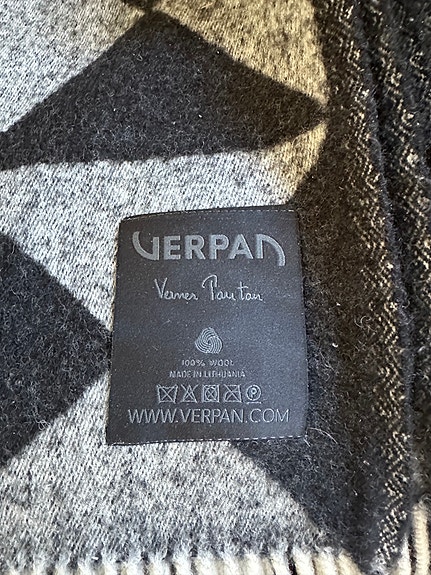 VERPAN
Verner Panton
100% WOOL
MADE IN LITHUANIA
P
WWW.VERPAN.COM